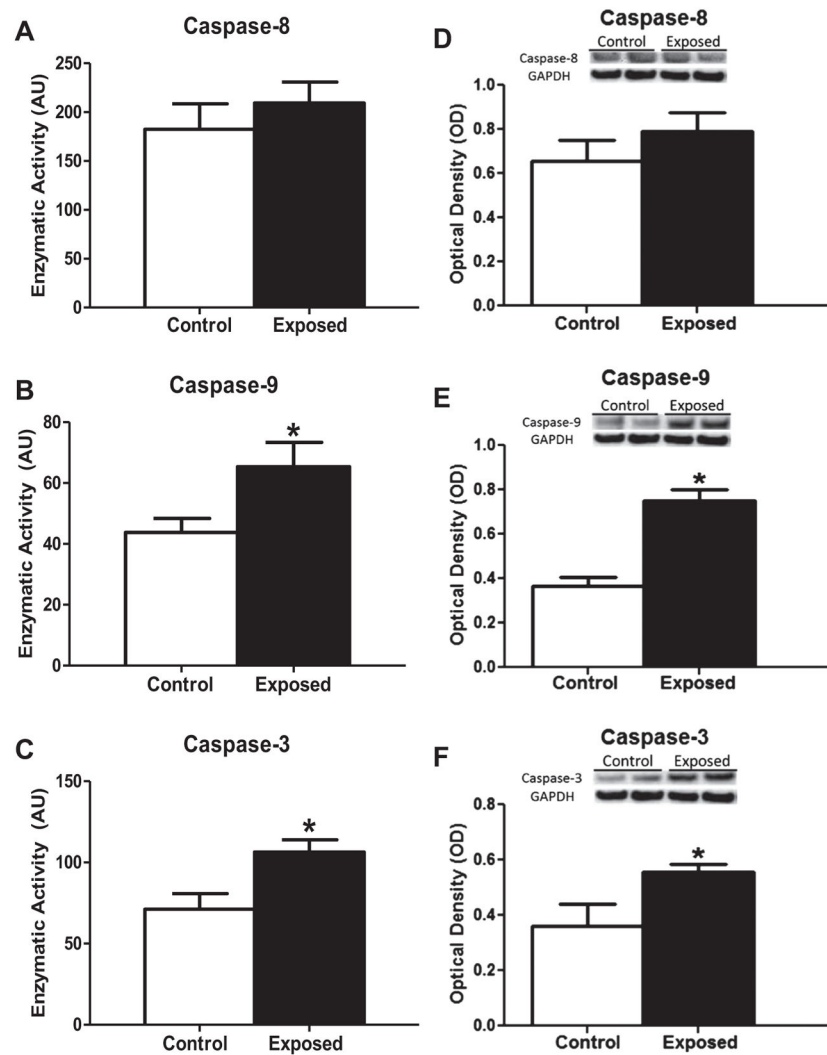 A
Caspase-8
Enzymatic Activity (AU)
250
200
150
100
50
0
Control Exposed
D
Caspase-8
Control Exposed
Caspase-8
GAPDH
Optical Density (OD)
1.0
0.8
0.6
0.4
0.2
0.0
Control Exposed
B
Caspase-9
Enzymatic Activity (AU)
80
60
40
20
0
*
Control Exposed
E
Caspase-9
Control Exposed
Caspase-9
GAPDH
Optical Density (OD)
1.0
0.8
0.6
0.4
0.2
0.0
*
Control Exposed
C
Caspase-3
Enzymatic Activity (AU)
150
100
50
0
*
Control Exposed
F
Caspase-3
Control Exposed
Caspase-3
GAPDH
Optical Density (OD)
0.8
0.6
0.4
0.2
0.0
*
Control Exposed